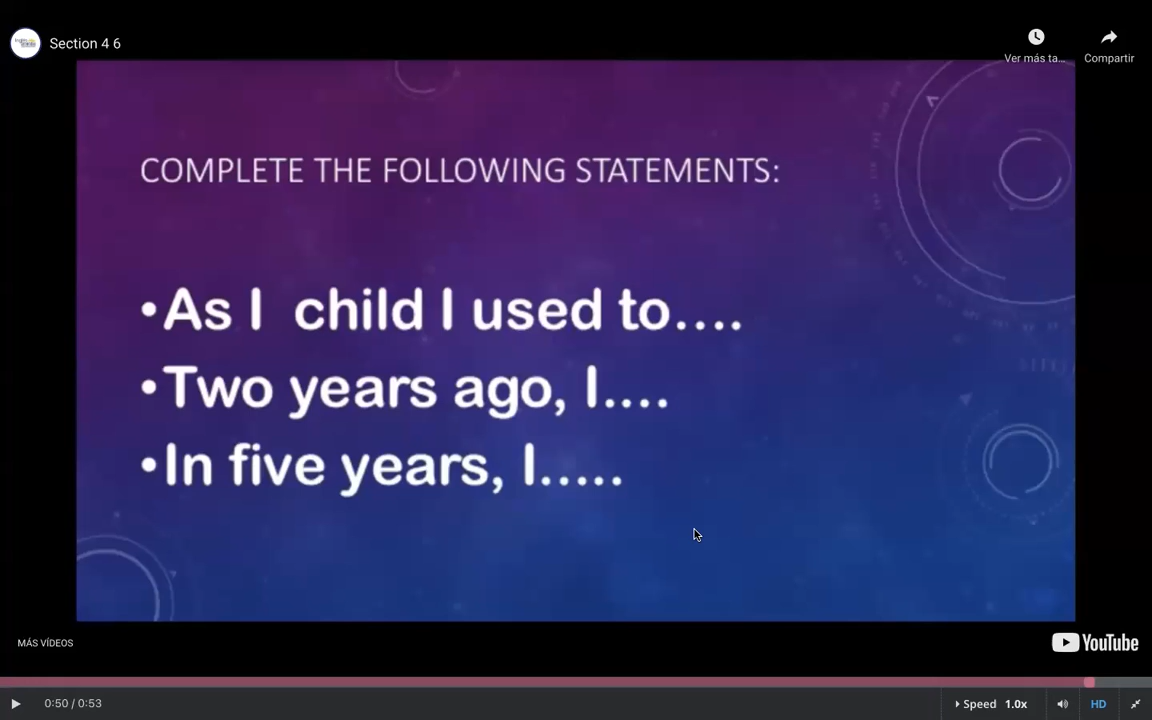 Section 4 6
Ver más ta...
Compartir
COMPLETE THE FOLLOWING STATEMENTS:
•As I  child I used to....
•Two years ago, I....
•In five years, I.....
MÁS VÍDEOS
YouTube
0:50 / 0:53
Speed 1.0x
HD